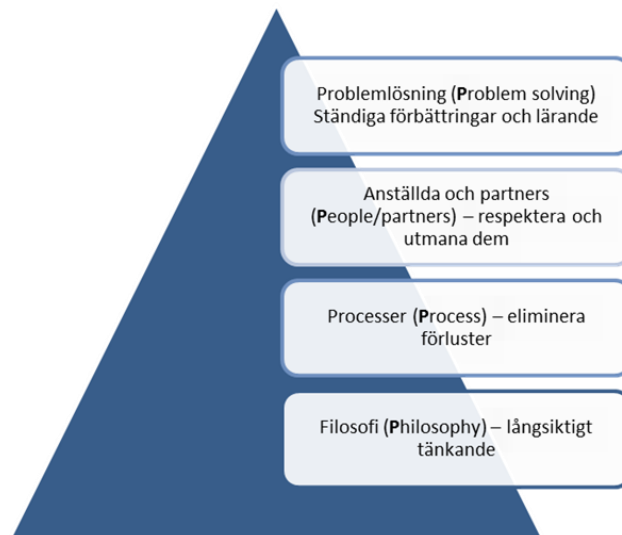 Problemlösning (Problem solving)
Ständiga förbättringar och lärande
Anställda och partners
(People/partners) – respektera och
utmana dem
Processer (Process) – eliminera
förluster
Filosofi (Philosophy) – långsiktigt
tänkande